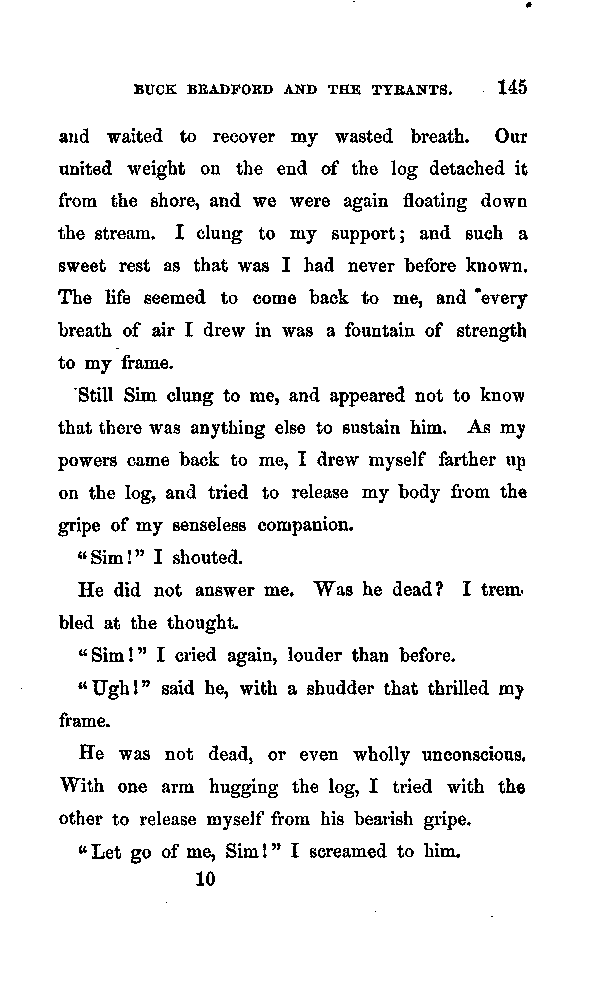 BUCK BRADFORD AND THE TYRANTS. 145
and waited to recover my wasted breath. Our
united weight on the end of the log detached it
from the shore, and we were again floating down
the stream. I clung to my support; and such a
sweet rest as that was I had never before known.
The life seemed to come back to me, and every
breath of air I drew in was a fountain of strength
to my frame.
Still Sim clung to me, and appeared not to know
that there was anything else to sustain him. As my
powers came back to me, I drew myself farther up
on the log, and tried to release my body from the
gripe of my senseless companion.
“Sim!” I shouted.
He did not answer me. Was he dead? I trem-
bled at the thought.
“Sim!” I cried again, louder than before.
“Ugh!” said he, with a shudder that thrilled my
frame.
He was not dead, or even wholly unconscious.
With one arm hugging the log, I tried with the
other to release myself from his bearish gripe.
“Let go of me, Sim!” I screamed to him.
10